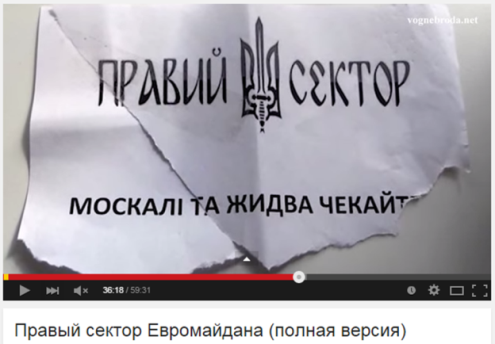 vognebroda.net
ПРАВИЙ СЕКТОР
МОСКАЛІ ТА ЖИДВА ЧЕКАЙТ
36:18 / 59:31
Правый сектор Евромайдана (полная версия)